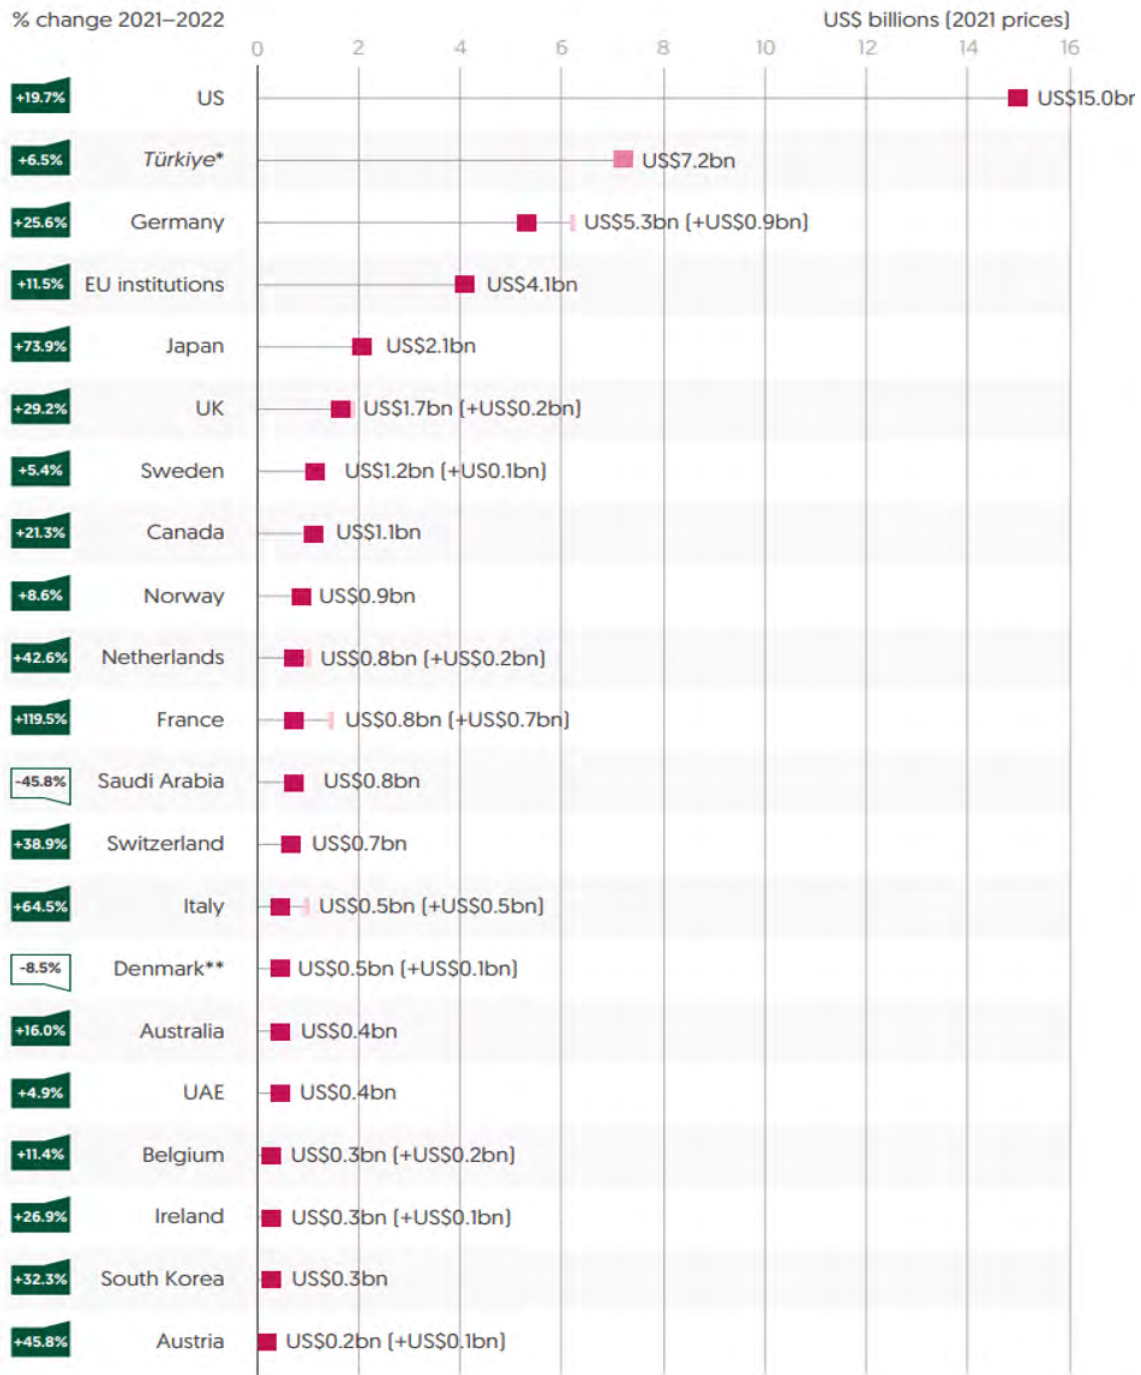 % change 2021–2022 US$ billions (2021 prices)
0 2 4 6 8 10 12 14 16
+19.7% US US$15.0bn
+6.5% Türkiye* US$7.2bn
+25.6% Germany US$5.3bn (+US$0.9bn)
+11.5% EU institutions US$4.1bn
+73.9% Japan US$2.1bn
+29.2% UK US$1.7bn (+US$0.2bn)
+5.4% Sweden US$1.2bn (+US0.1bn)
+21.3% Canada US$1.1bn
+8.6% Norway US$0.9bn
+42.6% Netherlands US$0.8bn (+US$0.2bn)
+119.5% France US$0.8bn (+US$0.7bn)
-45.8% Saudi Arabia US$0.8bn
+38.9% Switzerland US$0.7bn
+64.5% Italy US$0.5bn (+US$0.5bn)
-8.5% Denmark** US$0.5bn (+US$0.1bn)
+16.0% Australia US$0.4bn
+4.9% UAE US$0.4bn
+11.4% Belgium US$0.3bn (+US$0.2bn)
+26.9% Ireland US$0.3bn (+US$0.1bn)
+32.3% South Korea US$0.3bn
+45.8% Austria US$0.2bn (+US$0.1bn)